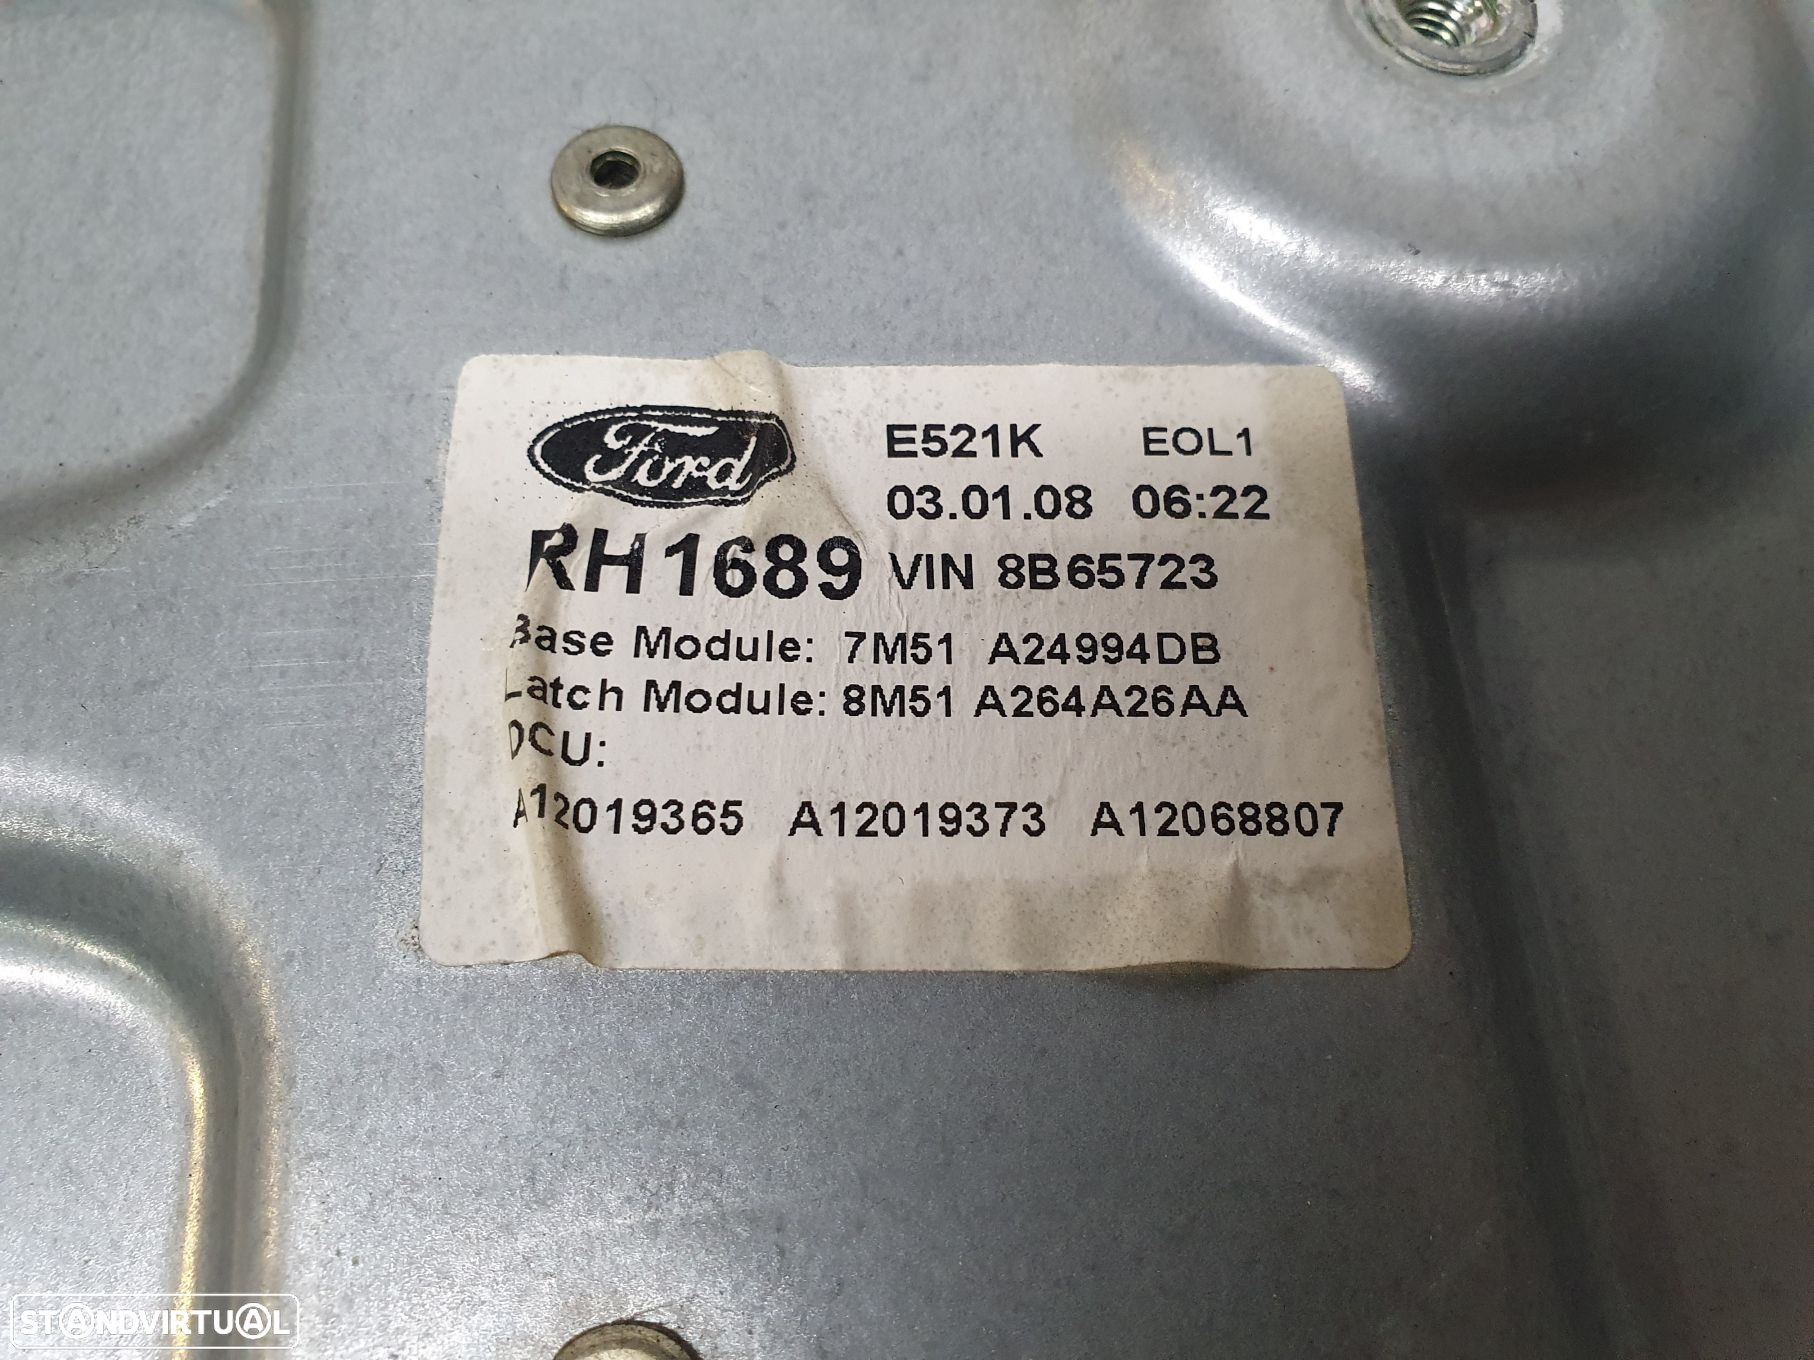 Ford
E521K EOL1
03.01.08 06:22
RH1689 VIN 8B65723
Base Module: 7M51 A24994DB
Latch Module: 8M51 A264A26AA
DCU:
A12019365 A12019373 A12068807
STANDVIRTUAL